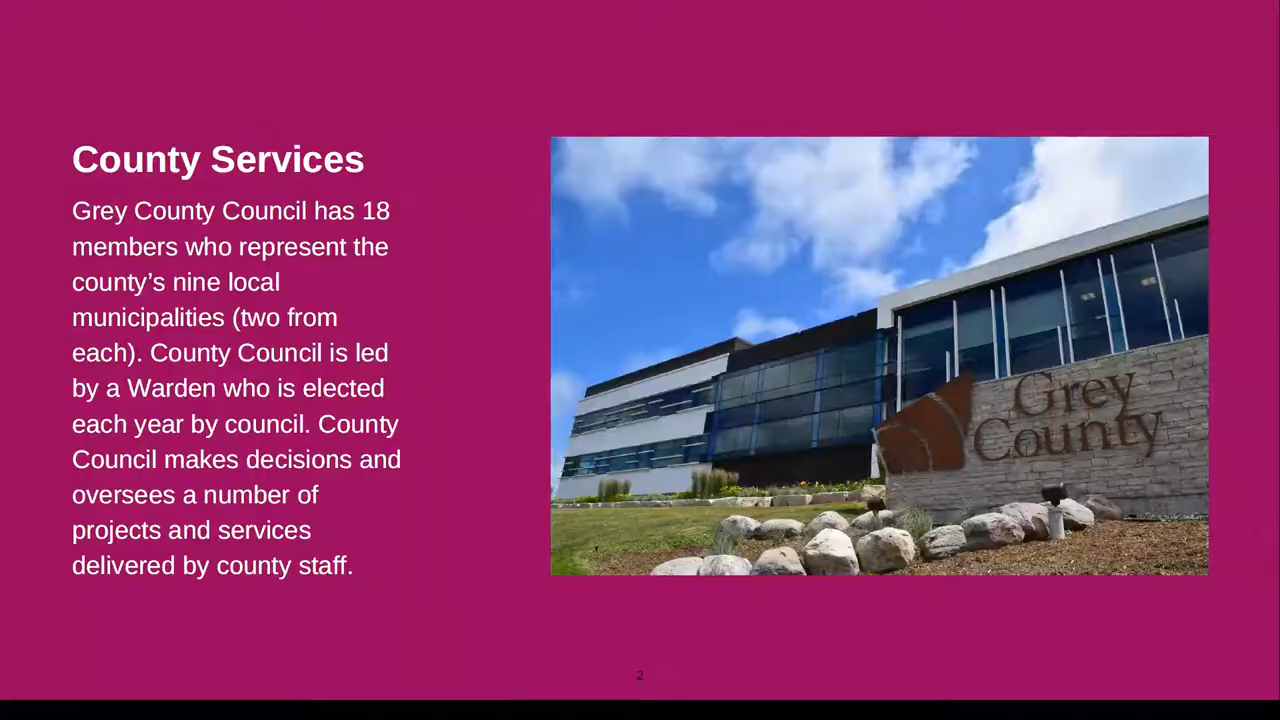 County Services
Grey County Council has 18
members who represent the
county’s nine local
municipalities (two from
each). County Council is led
by a Warden who is elected
each year by council. County
Council makes decisions and
oversees a number of
projects and services
delivered by county staff.
Grey
County
2